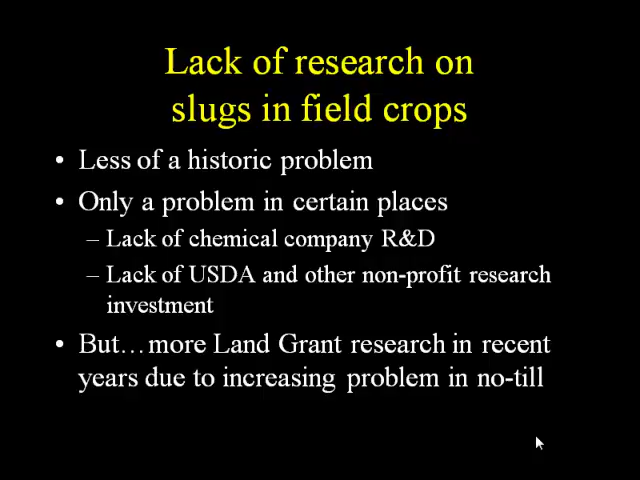 Lack of research on
slugs in field crops
• Less of a historic problem
• Only a problem in certain places
– Lack of chemical company R&D
– Lack of USDA and other non-profit research
investment
• But…more Land Grant research in recent
years due to increasing problem in no-till